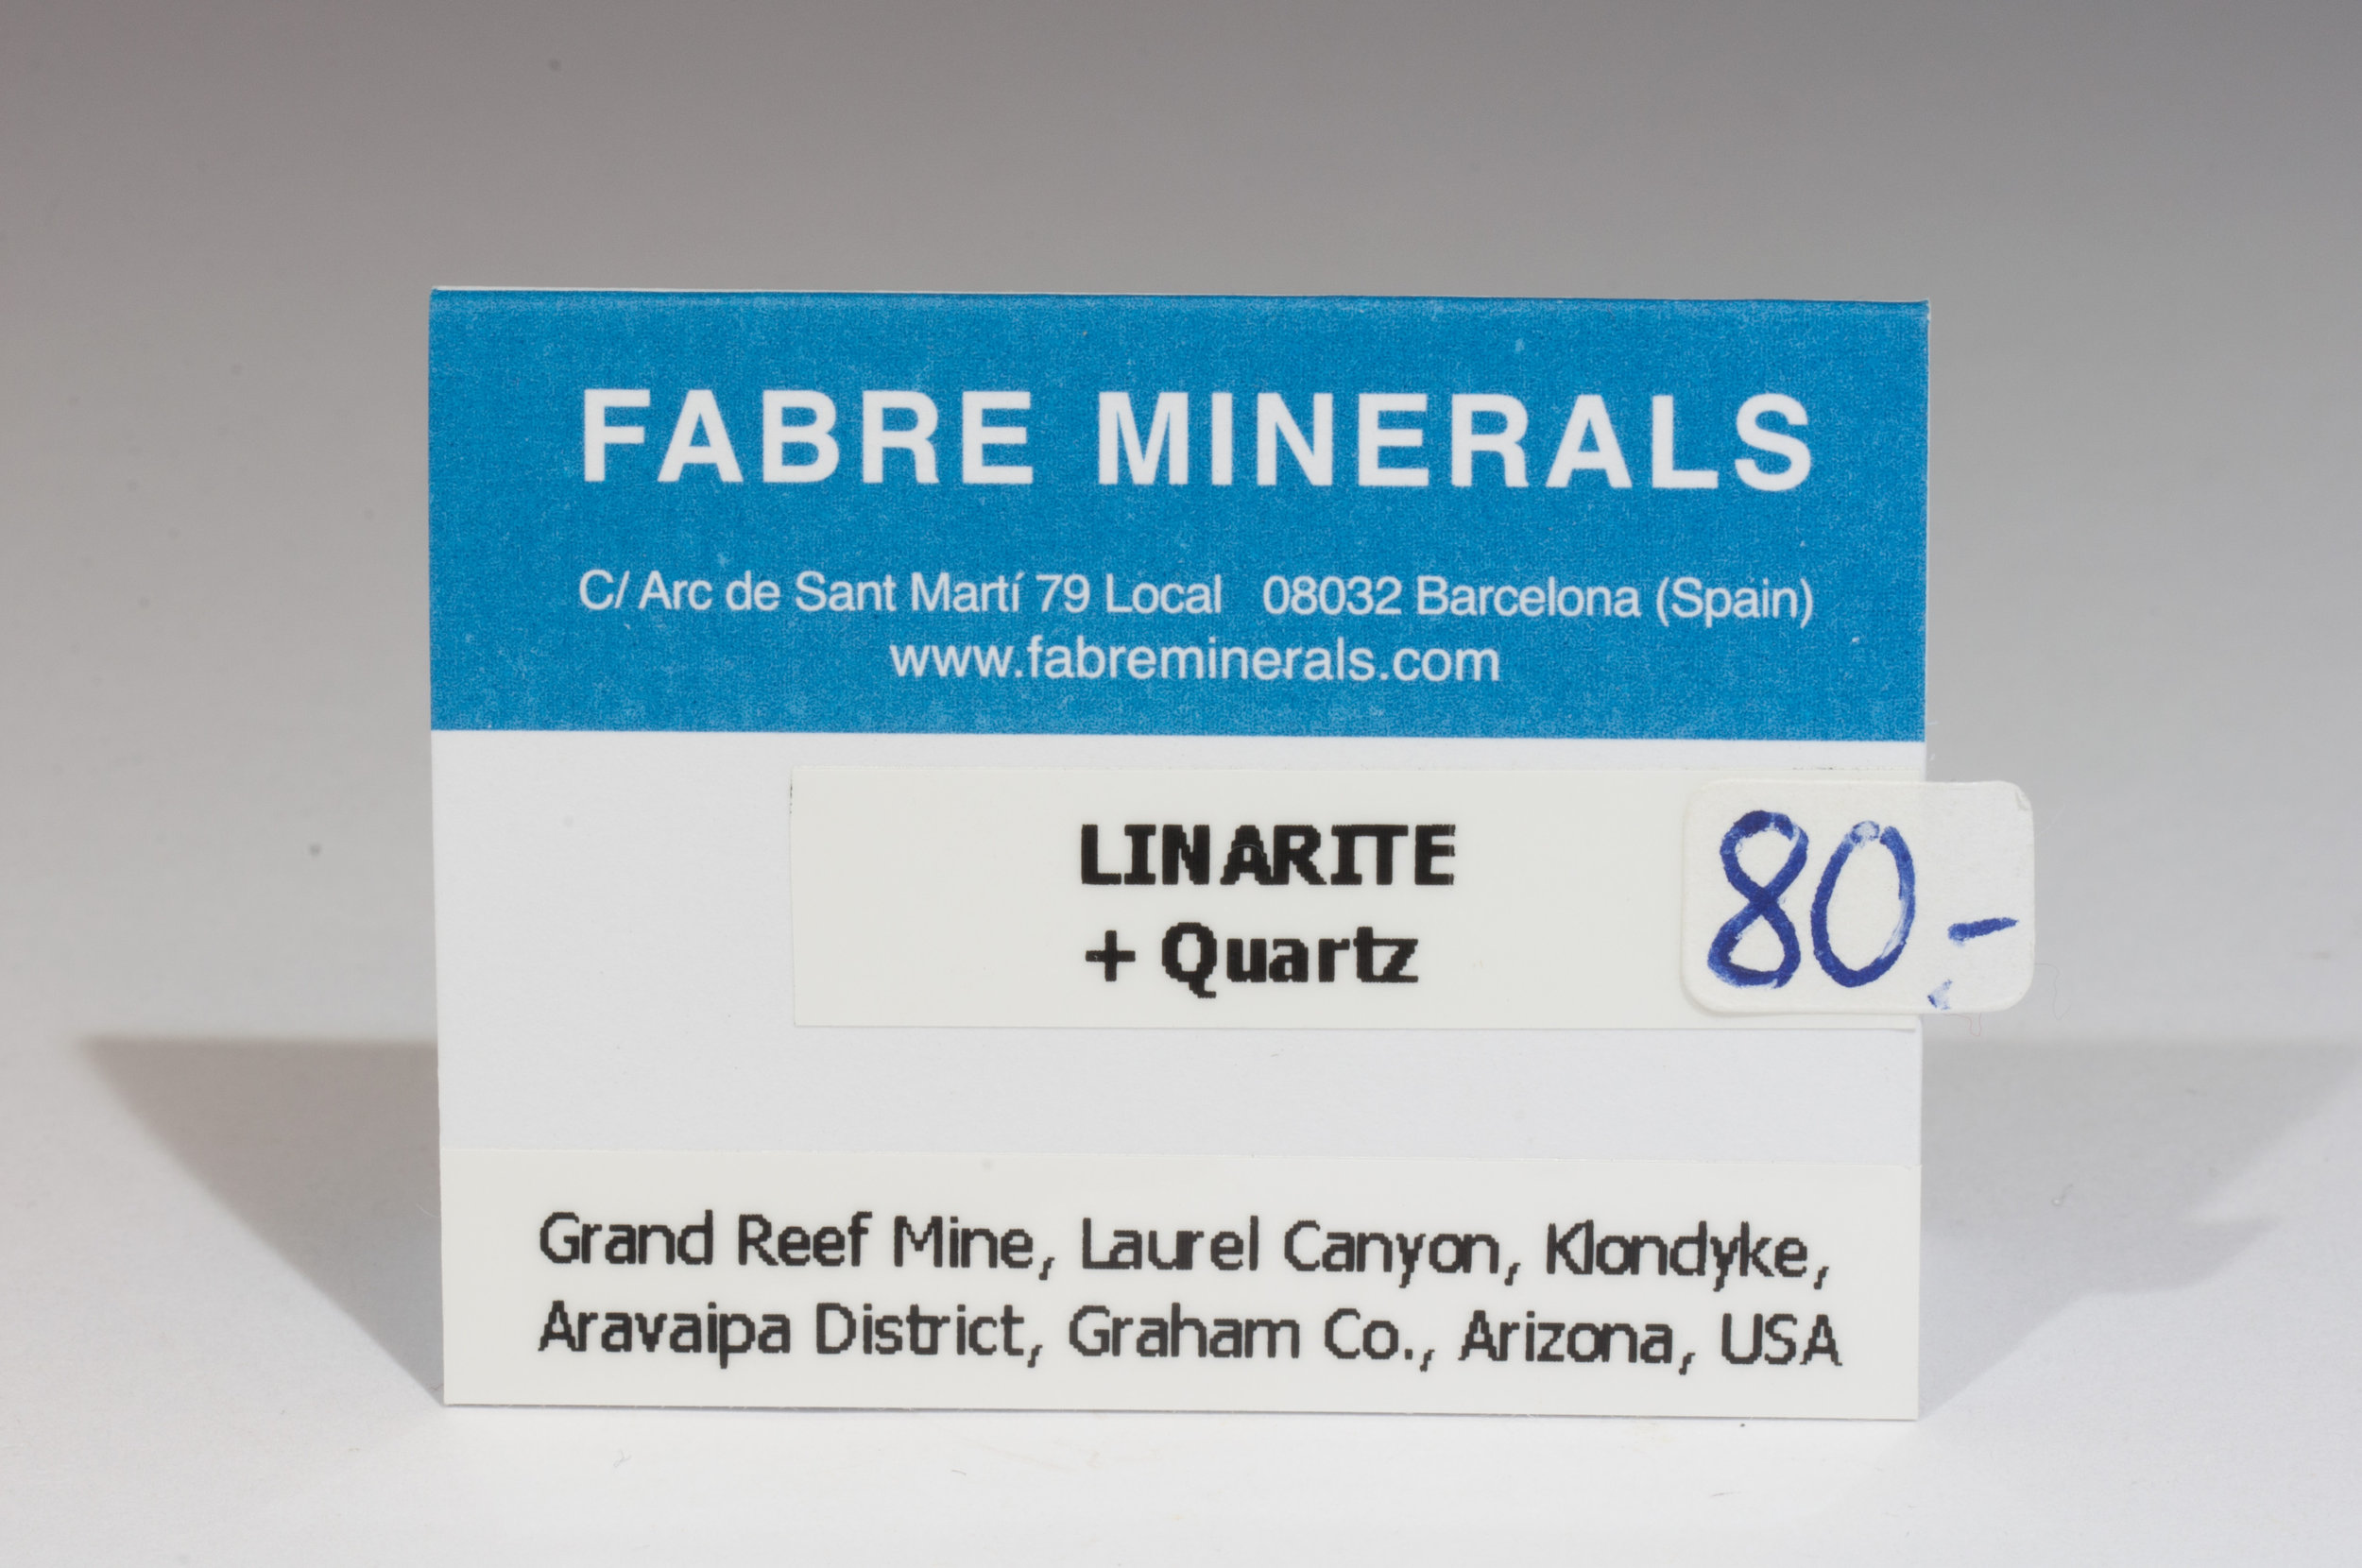 FABRE MINERALS
C/ Arc de Sant Martí 79 Local 08032 Barcelona (Spain)
www.fabreminerals.com
LINARITE
+ Quartz
80,-
Grand Reef Mine, Laurel Canyon, Klondyke,
Aravaipa District, Graham Co., Arizona, USA